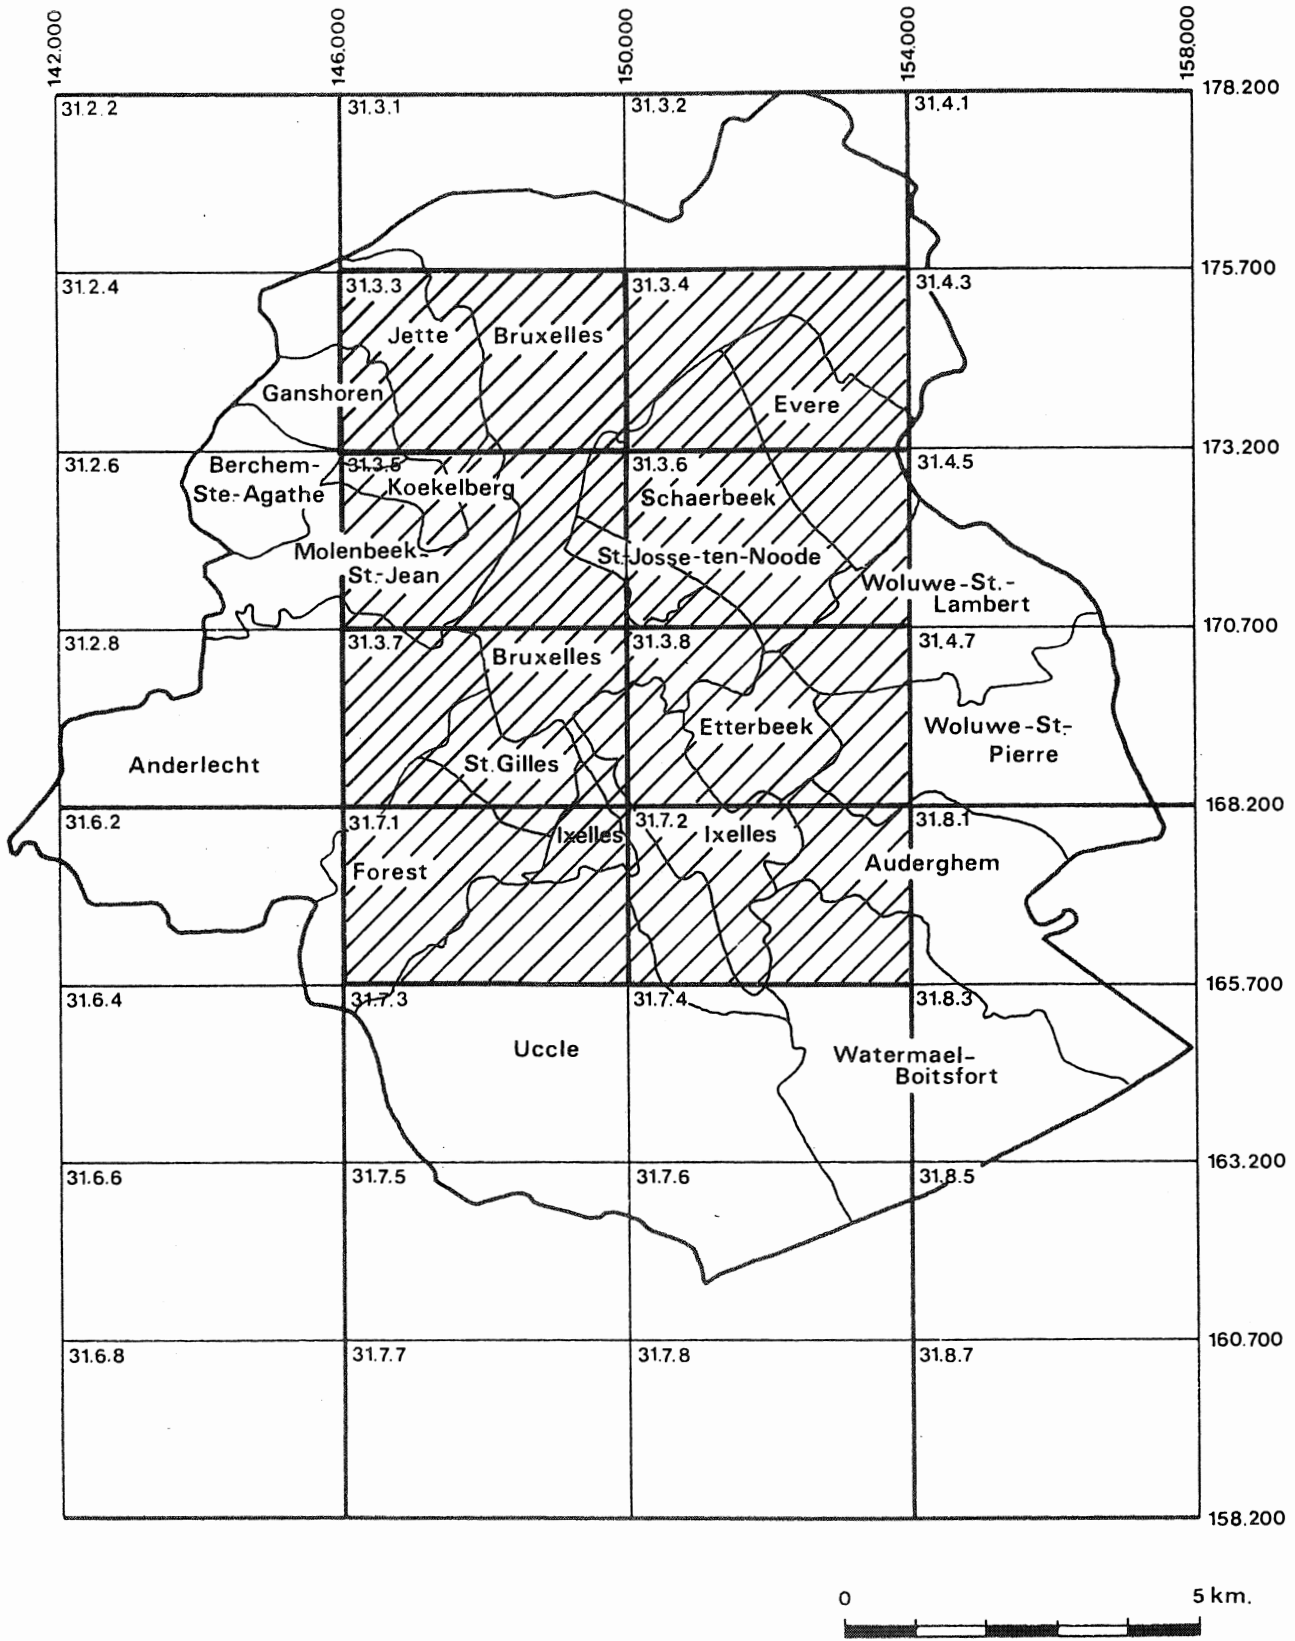 142.000
146.000
150.000
154.000
158.000
178.200
31.2.2
31.3.1
31.3.2
31.4.1
175.700
31.2.4
31.3.3
31.3.4
31.4.3
Jette
Bruxelles
Ganshoren
Evere
173.200
31.2.6
31.3.5
31.3.6
31.4.5
Berchem-
Ste-Agathe
Koekelberg
Schaerbeek
Molenbeek-
St.-Jean
St-Josse-ten-Noode
Woluwe-St.-
Lambert
170.700
31.2.8
31.3.7
31.3.8
31.4.7
Bruxelles
Etterbeek
Woluwe-St-
Pierre
Anderlecht
St.Gilles
168.200
31.6.2
31.7.1
31.7.2
31.8.1
Ixelles
Ixelles
Forest
Auderghem
165.700
31.6.4
31.7.3
31.7.4
31.8.3
Uccle
Watermael-
Boitsfort
163.200
31.6.6
31.7.5
31.7.6
31.8.5
160.700
31.6.8
31.7.7
31.7.8
31.8.7
158.200
0
5 km.